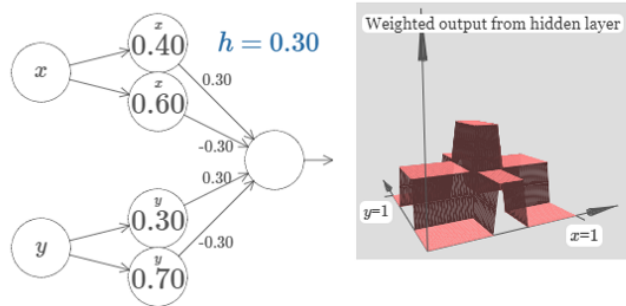 x
0.40
x
0.60
h = 0.30
x
0.30
-0.30
y
0.30
y
0.70
y
0.30
-0.30
Weighted output from hidden layer
y=1
x=1